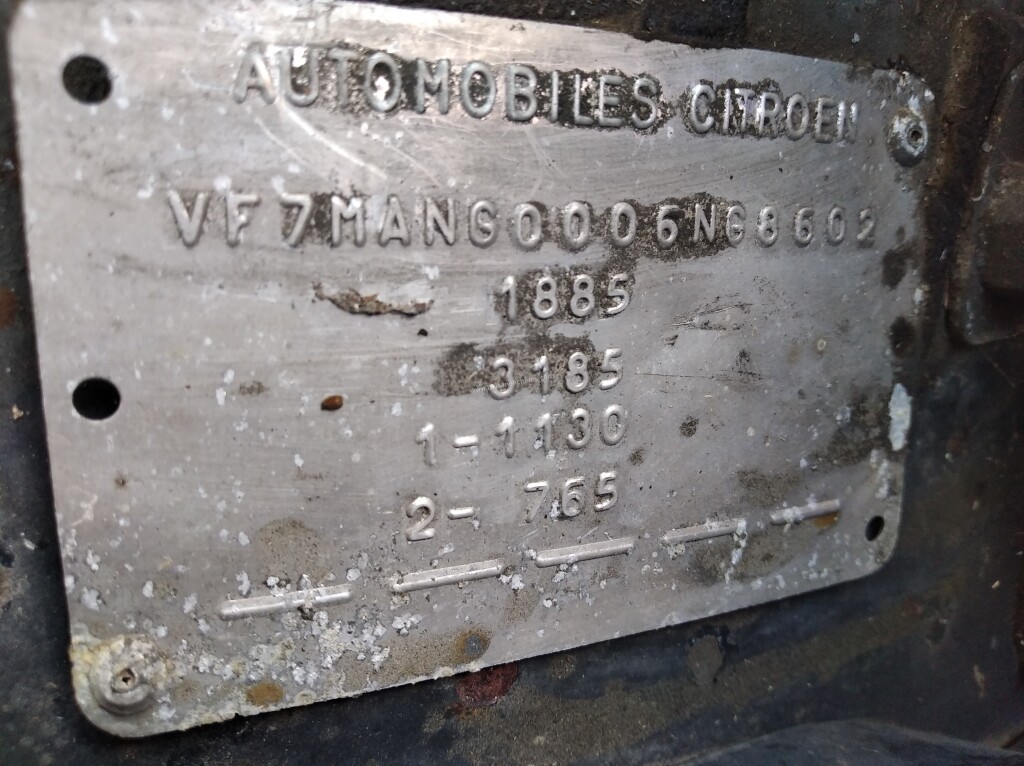 AUTOMOBILES CITROEN
VF7MANG0006NG8602
1885
3185
1-1130
2- 765